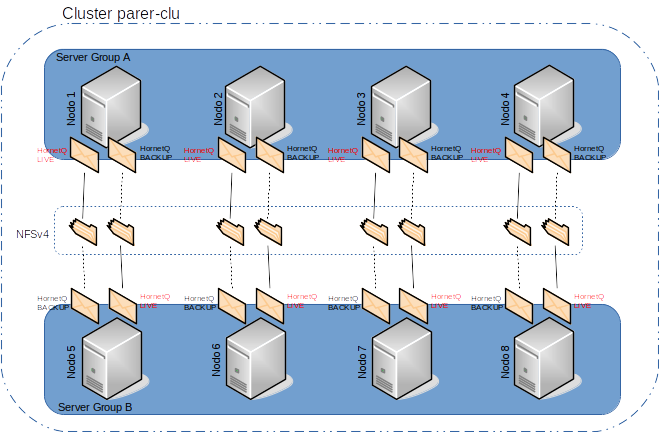 Cluster parer-clu
Server Group A
Nodo 1
Nodo 2
Nodo 3
Nodo 4
HornetQ
LIVE
HornetQ
BACKUP
HornetQ
LIVE
HornetQ
BACKUP
HornetQ
LIVE
HornetQ
BACKUP
HornetQ
LIVE
HornetQ
BACKUP
NFSv4
HornetQ
BACKUP
HornetQ
LIVE
HornetQ
BACKUP
HornetQ
LIVE
HornetQ
BACKUP
HornetQ
LIVE
HornetQ
BACKUP
HornetQ
LIVE
Nodo 5
Nodo 6
Nodo 7
Nodo 8
Server Group B